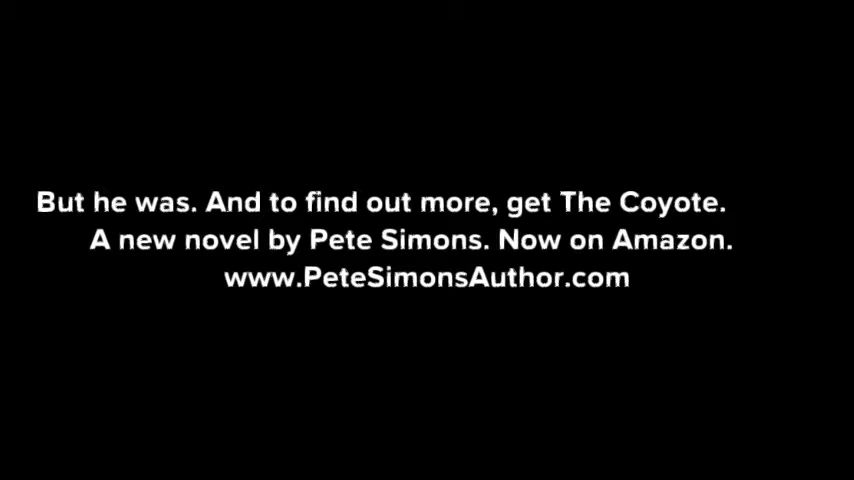 But he was. And to find out more, get The Coyote.
A new novel by Pete Simons. Now on Amazon.
www.PeteSimonsAuthor.com